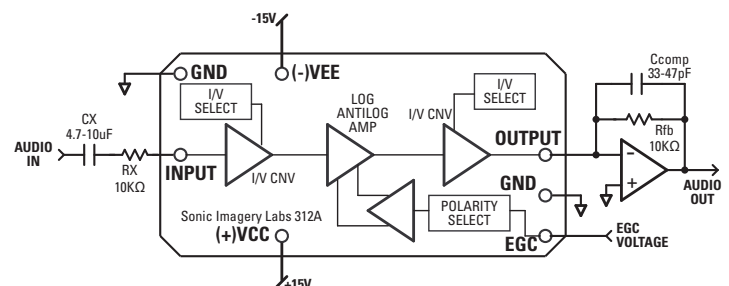 -15V
GND
(-)VEE
I/V
SELECT
LOG
ANTILOG
AMP
I/V CNV
I/V
SELECT
Ccomp
33-47pF
CX
4.7-10uF
AUDIO
IN
RX
10KΩ
INPUT
I/V CNV
OUTPUT
Rfb
10KΩ
-
+
AUDIO
OUT
GND
Sonic Imagery Labs 312A
(+)VCC
POLARITY
SELECT
EGC
EGC
VOLTAGE
+15V